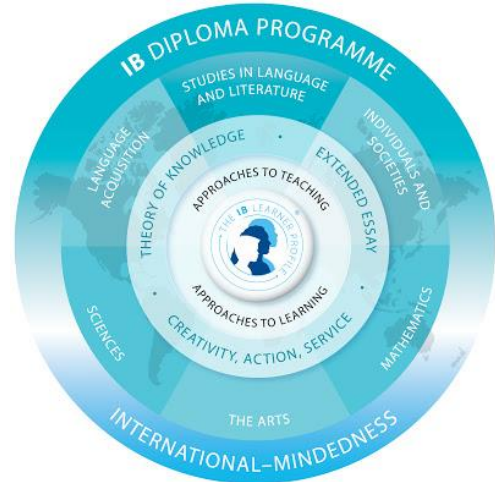 IB DIPLOMA PROGRAMME
STUDIES IN LANGUAGE
AND LITERATURE
LANGUAGE
ACQUISITION
INDIVIDUALS AND
SOCIETIES
THEORY OF KNOWLEDGE
EXTENDED ESSAY
APPROACHES TO TEACHING
THE IB LEARNER PROFILE
APPROACHES TO LEARNING
CREATIVITY, ACTION, SERVICE
SCIENCES
MATHEMATICS
THE ARTS
INTERNATIONAL–MINDEDNESS